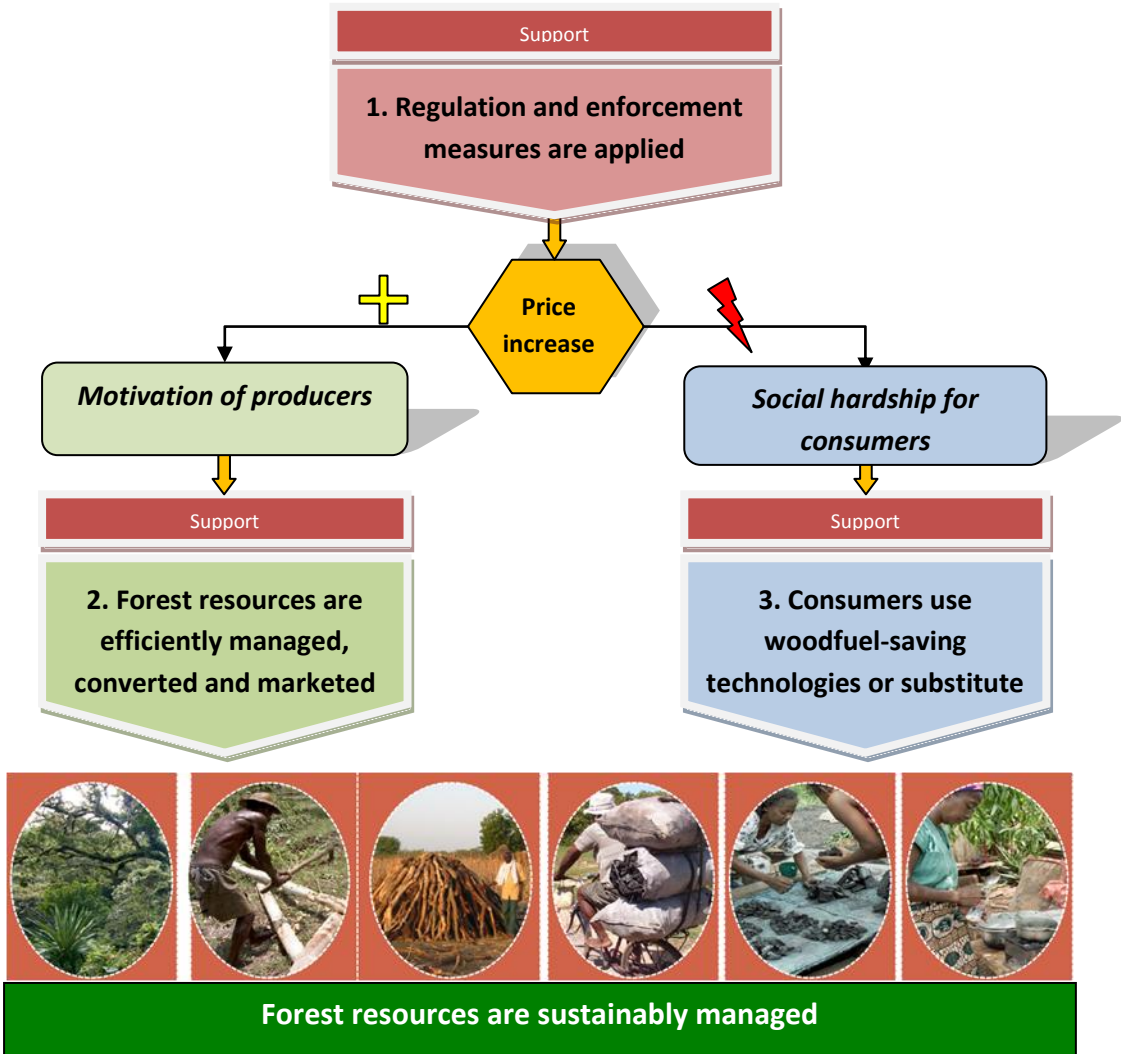 Support
1. Regulation and enforcement
measures are applied
Price
increase
Motivation of producers
Social hardship for
consumers
Support
Support
2. Forest resources are
efficiently managed,
converted and marketed
3. Consumers use
woodfuel-saving
technologies or substitute
Forest resources are sustainably managed